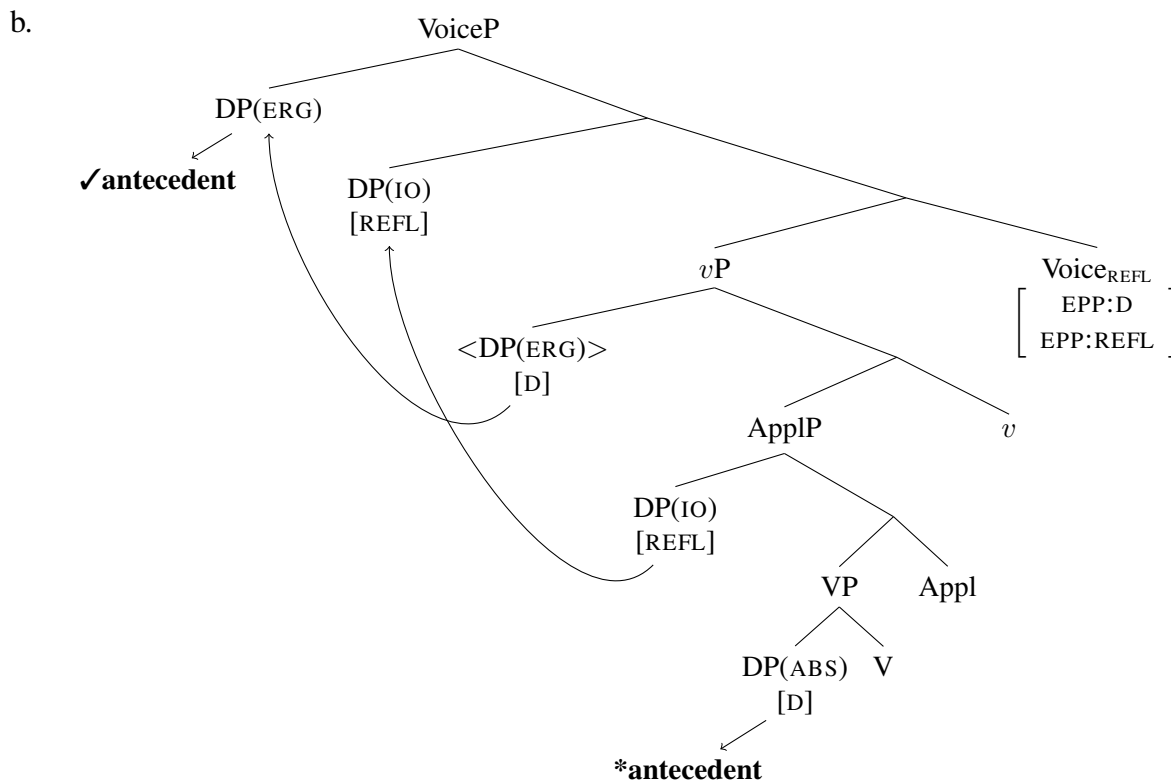 b.
VoiceP
DP(ERG)
✓antecedent
DP(IO)
[REFL]
vP
Voice_REFL
EPP:D
EPP:REFL
<DP(ERG)>
[D]
ApplP
v
DP(IO)
[REFL]
VP
Appl
DP(ABS)
V
[D]
*antecedent